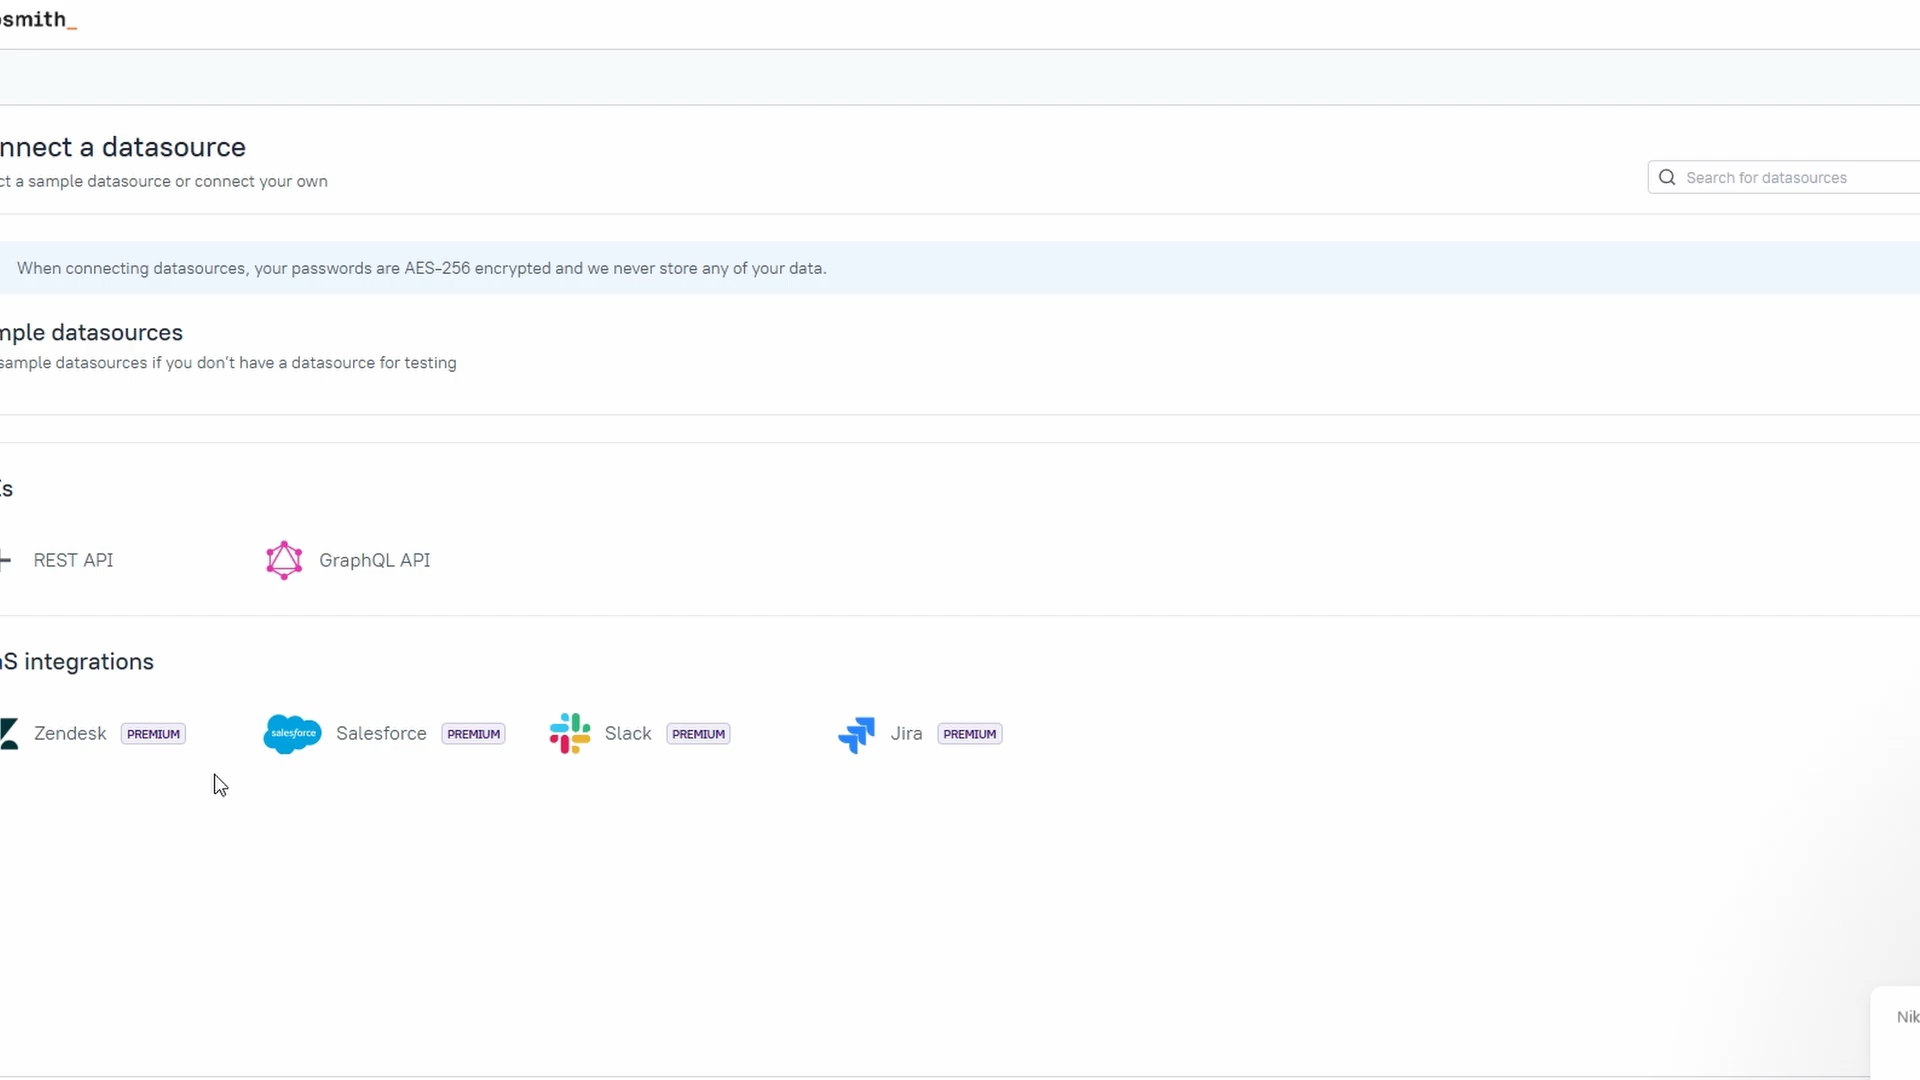 smith_
nnect a datasource
ct a sample datasource or connect your own
Search for datasources
When connecting datasources, your passwords are AES-256 encrypted and we never store any of your data.
mple datasources
sample datasources if you don't have a datasource for testing
Is
REST API
GraphQL API
S integrations
Zendesk PREMIUM
salesforce Salesforce PREMIUM
Slack PREMIUM
Jira PREMIUM
Nik